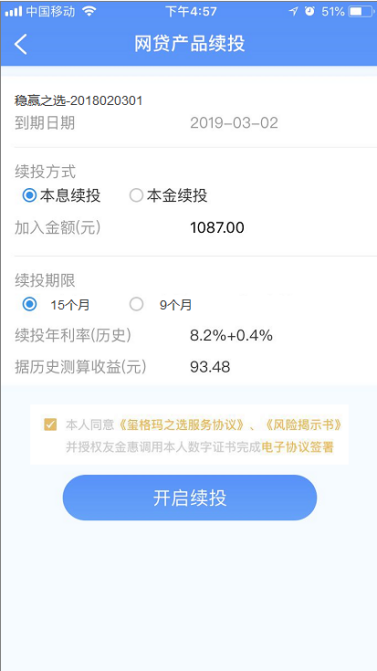 中国移动 下午4:57 51%
网贷产品续投
稳赢之选-2018020301
到期日期 2019-03-02
续投方式
本息续投 本金续投
加入金额(元) 1087.00
续投期限
15个月 9个月
续投年利率(历史) 8.2%+0.4%
据历史测算收益(元) 93.48
本人同意《玺格玛之选服务协议》、《风险揭示书》
并授权友金惠调用本人数字证书完成电子协议签署
开启续投